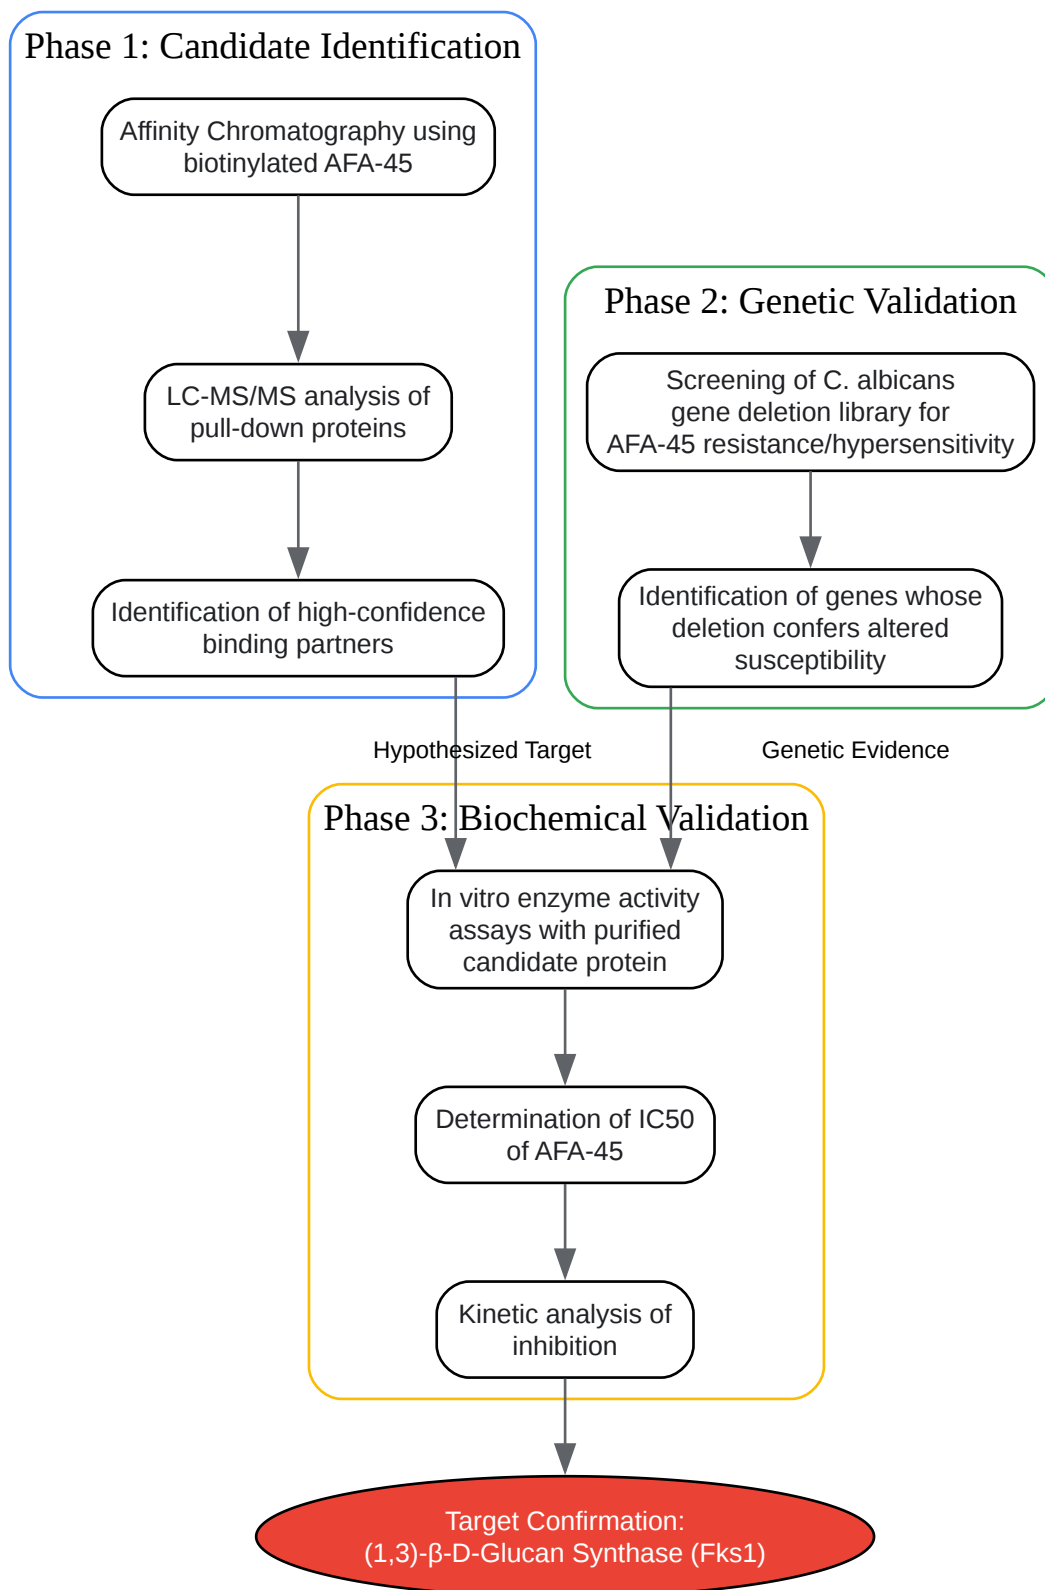 Phase 1: Candidate Identification
Affinity Chromatography using
biotinylated AFA-45
LC-MS/MS analysis of
pull-down proteins
Identification of high-confidence
binding partners
Phase 2: Genetic Validation
Screening of C. albicans
gene deletion library for
AFA-45 resistance/hypersensitivity
Identification of genes whose
deletion confers altered
susceptibility
Hypothesized Target
Genetic Evidence
Phase 3: Biochemical Validation
In vitro enzyme activity
assays with purified
candidate protein
Determination of IC50
of AFA-45
Kinetic analysis of
inhibition
Target Confirmation:
(1,3)-β-D-Glucan Synthase (Fks1)